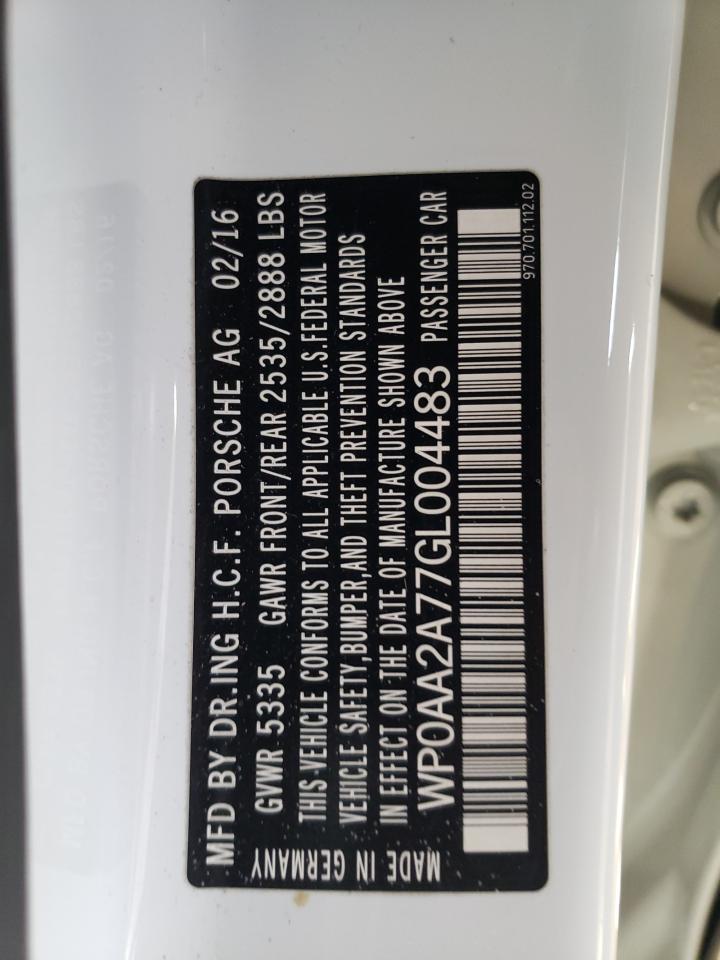 MFD BY DR.ING H.C.F. PORSCHE AG 02/16
GVWR 5335 GAWR FRONT/REAR 2535/2888 LBS
THIS VEHICLE CONFORMS TO ALL APPLICABLE U.S.FEDERAL MOTOR
VEHICLE SAFETY,BUMPER,AND THEFT PREVENTION STANDARDS
IN EFFECT ON THE DATE OF MANUFACTURE SHOWN ABOVE
WP0AA2A77GL004483 PASSENGER CAR
970.701.112.02
MADE IN GERMANY